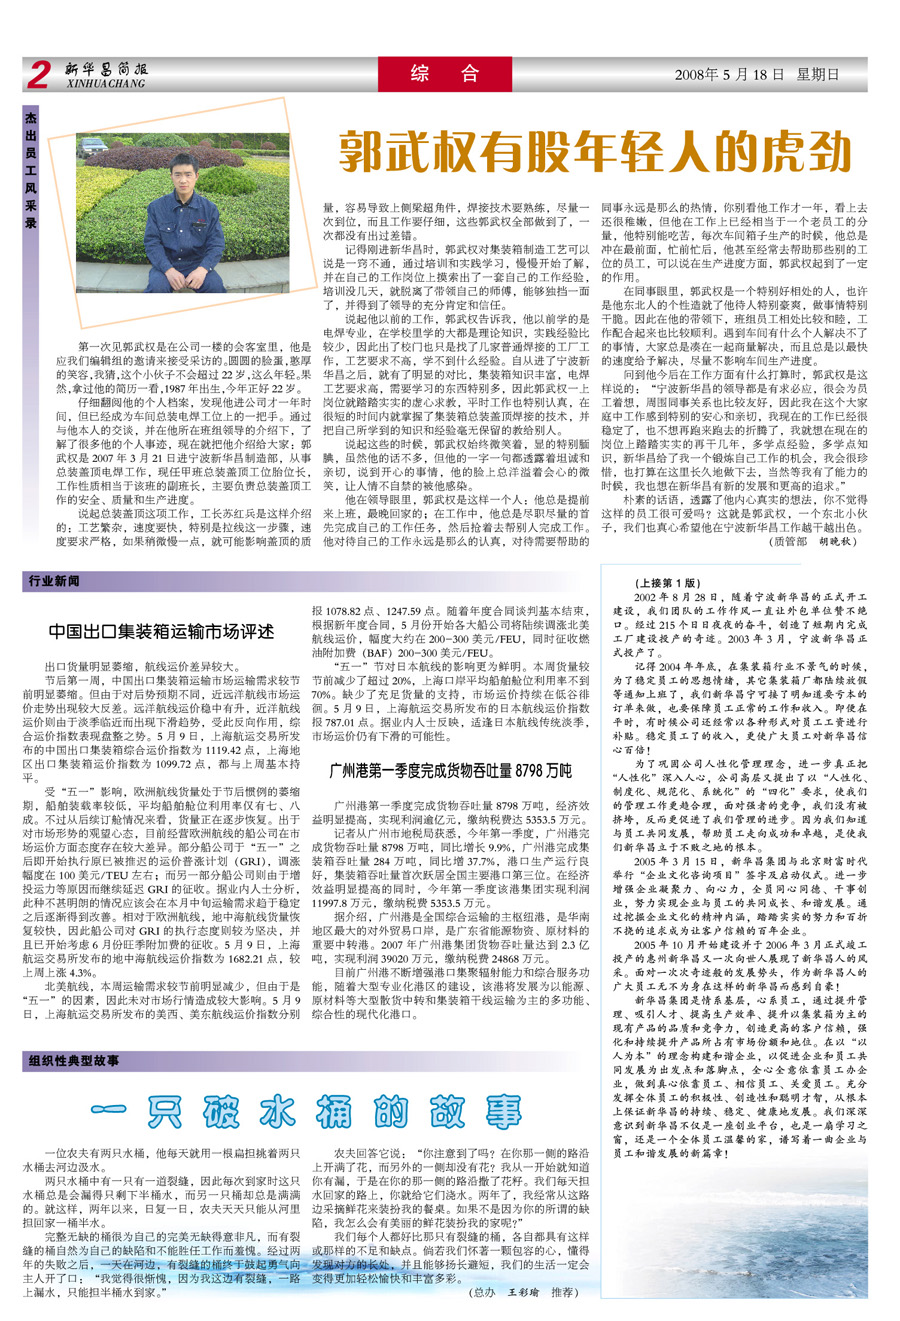 2
新华昌简报
XINHUACHANG
综 合
2008年 5 月 18 日 星期日
杰出员工风采录
郭武权有股年轻人的虎劲
第一次见郭武权是在公司一楼的会客室里，他是
应我们编辑组的邀请来接受采访的。圆圆的脸蛋，憨厚
的笑容，我猜，这个小伙子不会超过 22 岁，这么年轻。果
然，拿过他的简历一看，1987 年出生，今年正好 22 岁。
仔细翻阅他的个人档案，发现他进公司才一年时
间，但已经成为车间总装电焊工位上的一把手。通过
与他本人的交谈，并在他所在班组领导的介绍下，了
解了很多他的个人事迹，现在就把他介绍给大家：郭
武权是 2007 年 3 月 21 日进宁波新华昌制造部，从事
总装盖顶电焊工作，现任甲班总装盖顶工位胎位长，
工作性质相当于该班的副班长，主要负责总装盖顶工
作的安全、质量和生产进度。
说起总装盖顶这项工作，工长苏红兵是这样介绍
的：工艺繁杂，速度要快，特别是拉线这一步骤，速
度要求严格，如果稍微慢一点，就可能影响盖顶的质
量，容易导致上侧梁超角件，焊接技术要熟练，尽量一
次到位，而且工作要仔细，这些郭武权全部做到了，一
次都没有出过差错。
记得刚进新华昌时，郭武权对集装箱制造工艺可以
说是一窍不通，通过培训和实践学习，慢慢开始了解，
并在自己的工作岗位上摸索出了一套自己的工作经验，
培训没几天，就脱离了带领自己的师傅，能够独挡一面
了，并得到了领导的充分肯定和信任。
说起他以前的工作，郭武权告诉我，他以前学的是
电焊专业，在学校里学的大都是理论知识，实践经验比
较少，因此出了校门也只是找了几家普通焊接的工厂工
作，工艺要求不高，学不到什么经验。自从进了宁波新
华昌之后，就有了明显的对比，集装箱知识丰富，电焊
工艺要求高，需要学习的东西特别多，因此郭武权一上
岗位就踏踏实实的虚心求教，平时工作也特别认真，在
很短的时间内就掌握了集装箱总装盖顶焊接的技术，并
把自己所学到的知识和经验毫无保留的教给别人。
说起这些的时候，郭武权始终微笑着，显的特别腼
腆，虽然他的话不多，但他的一字一句都透露着坦诚和
亲切，说到开心的事情，他的脸上总洋溢着会心的微
笑，让人情不自禁的被他感染。
他在领导眼里，郭武权是这样一个人：他总是提前
来上班，最晚回家的；在工作中，他总是尽职尽量的首
先完成自己的工作任务，然后抢着去帮别人完成工作。
他对待自己的工作永远是那么的认真，对待需要帮助的
同事永远是那么的热情，你别看他工作才一年，看上去
还很稚嫩，但他在工作上已经相当于一个老员工的分
量，他特别能吃苦，每次车间箱子生产的时候，他总是
冲在最前面，忙前忙后，他甚至经常去帮助那些别的工
位的员工，可以说在生产进度方面，郭武权起到了一定
的作用。
在同事眼里，郭武权是一个特别好相处的人，也许
是他东北人的个性造就了他待人特别豪爽，做事情特别
干脆。因此在他的带领下，班组员工相处比较和睦，工
作配合起来也比较顺利。遇到车间有什么个人解决不了
的事情，大家总是凑在一起商量解决，而且总是以最快
的速度给予解决，尽量不影响车间生产进度。
问到他今后在工作方面有什么打算时，郭武权是这
样说的：“宁波新华昌的领导都是有求必应，很会为员
工着想，周围同事关系也比较友好，因此我在这个大家
庭中工作感到特别的安心和亲切，我现在的工作已经很
稳定了，也不想再跑来跑去的折腾了，我就想在现在的
岗位上踏踏实实的再干几年，多学点经验，多学点知
识，新华昌给了我一个锻炼自己工作的机会，我会很珍
惜，也打算在这里长久地做下去，当然等我有了能力的
时候，我也想在新华昌有新的发展和更高的追求。”
朴素的话语，透露了他内心真实的想法，你不觉得
这样的员工很可爱吗？这就是郭武权，一个东北小伙
子，我们也真心希望他在宁波新华昌工作越干越出色。
（质管部 胡晚秋）
行业新闻
中国出口集装箱运输市场评述
出口货量明显萎缩，航线运价差异较大。
节后第一周，中国出口集装箱运输市场运输需求较节
前明显萎缩。但由于对后势预期不同，近远洋航线市场运
价走势出现较大反差。远洋航线运价稳中有升，近洋航线
运价则由于淡季临近而出现下滑趋势，受此反向作用，综
合运价指数表现盘整之势。5 月 9 日，上海航运交易所发
布的中国出口集装箱综合运价指数为 1119.42 点，上海地
区出口集装箱运价指数为 1099.72 点，都与上周基本持
平。
受“五一”影响，欧洲航线货量处于节后惯例的萎缩
期，船舶装载率较低，平均船舶舱位利用率仅有七、八
成。不过从后续订舱情况来看，货量正在逐步恢复。出于
对市场形势的观望心态，目前经营欧洲航线的船公司在市
场运价方面态度存在较大差异。部分船公司于“五一”之
后即开始执行原已被推迟的运价普涨计划（GRI），调涨
幅度在 100 美元/TEU 左右；而另一部分船公司则由于增
投运力等原因而继续延迟 GRI 的征收。据业内人士分析，
此种不甚明朗的情况应该会在本月中旬运输需求趋于稳定
之后逐渐得到改善。相对于欧洲航线，地中海航线货量恢
复较快，因此船公司对 GRI 的执行态度则较为坚决，并
且已开始考虑 6 月份旺季附加费的征收。5 月 9 日，上海
航运交易所发布的地中海航线运价指数为 1682.21 点，较
上周上涨 4.3%。
北美航线，本周运输需求较节前明显减少，但由于是
“五一”的因素，因此未对市场行情造成较大影响。5 月 9
日，上海航运交易所发布的美西、美东航线运价指数分别
报 1078.82 点、1247.59 点。随着年度合同谈判基本结束，
根据新年度合同，5 月份开始各大船公司将陆续调涨北美
航线运价，幅度大约在 200-300 美元/FEU，同时征收燃
油附加费（BAF）200-300 美元/FEU。
“五一”节对日本航线的影响更为鲜明。本周货量较
节前减少了超过 20%，上海口岸平均船舶舱位利用率不到
70%。缺少了充足货量的支持，市场运价持续在低谷徘
徊。5 月 9 日，上海航运交易所发布的日本航线运价指数
报 787.01 点。据业内人士反映，适逢日本航线传统淡季，
市场运价仍有下滑的可能性。
广州港第一季度完成货物吞吐量 8798 万吨
广州港第一季度完成货物吞吐量 8798 万吨，经济效
益明显提高，实现利润逾亿元，缴纳税费达 5353.5 万元。
记者从广州市地税局获悉，今年第一季度，广州港完
成货物吞吐量 8798 万吨，同比增长 9.9%，广州港完成集
装箱吞吐量 284 万吨，同比增 37.7%，港口生产运行良
好，集装箱吞吐量首次跃居全国主要港口第三位。在经济
效益明显提高的同时，今年第一季度该港集团实现利润
11997.8 万元，缴纳税费 5353.5 万元。
据介绍，广州港是全国综合运输的主枢纽港，是华南
地区最大的对外贸易口岸，是广东省能源物资、原材料的
重要中转港。2007 年广州港集团货物吞吐量达到 2.3 亿
吨，实现利润 39020 万元，缴纳税费 24868 万元。
目前广州港不断增强港口集聚辐射能力和综合服务功
能，随着大型专业化港区的建设，该港将发展为以能源、
原材料等大型散货中转和集装箱干线运输为主的多功能、
综合性的现代化港口。
（上接第 1 版）
2002 年 8 月 28 日，随着宁波新华昌的正式开工
建设，我们团队的工作作风一直让外包单位赞不绝
口。经过 215 个日日夜夜的奋斗，创造了短期内完成
工厂建设投产的奇迹。2003 年 3 月，宁波新华昌正
式投产了。
记得 2004 年年底，在集装箱行业不景气的时候，
为了稳定员工的思想情绪，其它集装箱厂都陆续放假
等通知上班了，我们新华昌宁可接了明知道要亏本的
订单来做，也要保障员工正常的工作和收入。即便在
平时，有时候公司还经常以各种形式对员工工资进行
补贴。稳定员工了的收入，更使广大员工对新华昌信
心百倍！
为了巩固公司人性化管理理念，进一步真正把
“人性化”深入人心，公司高层又提出了以“人性化、
制度化、规范化、系统化”的“四化”要求，使我们
的管理工作更趋合理，面对强者的竞争，我们没有被
挤垮，反而更促进了我们管理的进步。因为我们知道
与员工共同发展，帮助员工走向成功和卓越，是使我
们新华昌立于不败之地的根本。
2005 年 3 月 15 日，新华昌集团与北京财富时代
举行“企业文化咨询项目”签字及启动仪式。进一步
增强企业凝聚力、向心力，全员同心同德、干事创
业，努力实现企业与员工的共同成长、和谐发展。通
过挖掘企业文化的精神内涵，踏踏实实的努力和百折
不挠的追求成为让客户信赖的百年企业。
2005 年 10 月开始建设并于 2006 年 3 月正式竣工
投产的惠州新华昌又一次向世人展现了新华昌人的风
采。面对一次次奇迹般的发展势头，作为新华昌人的
广大员工无不为身在这样的新华昌而感到自豪！
新华昌集团是情系基层，心系员工，通过提升管
理、吸引人才、提高生产效率、提升以集装箱为主的
现有产品的品质和竞争力，创造更高的客户信赖，强
化和持续提升产品所占有市场份额和地位。在以“以
人为本”的理念构建和谐企业，以促进企业和员工共
同发展为出发点和落脚点，全心全意依靠员工办企
业，做到真心依靠员工、相信员工、关爱员工。充分
发挥全体员工的积极性、创造性和聪明才智，从根本
上保证新华昌的持续、稳定、健康地发展。我们深深
意识到新华昌不仅是一座创业平台，也是一扇学习之
窗，还是一个全体员工温馨的家，谱写着一曲企业与
员工和谐发展的新篇章！
组织性典型故事
一只破水桶的故事
一位农夫有两只水桶，他每天就用一根扁担挑着两只
水桶去河边汲水。
两只水桶中有一只有一道裂缝，因此每次到家时这只
水桶总是会漏得只剩下半桶水，而另一只桶却总是满满
的。就这样，两年以来，日复一日，农夫天天只能从河里
担回家一桶半水。
完整无缺的桶很为自己的完美无缺得意非凡，而有裂
缝的桶自然为自己的缺陷和不能胜任工作而羞愧。经过两
年的失败之后，一天在河边，有裂缝的桶终于鼓起勇气向
主人开了口：“我觉得很惭愧，因为我这边有裂缝，一路
上漏水，只能担半桶水到家。”
农夫回答它说：“你注意到了吗？在你那一侧的路沿
上开满了花，而另外的一侧却没有花？我从一开始就知道
你有漏，于是在你的那一侧的路沿撒了花籽。我们每天担
水回家的路上，你就给它们浇水。两年了，我经常从这路
边采摘鲜花来装扮我的餐桌。如果不是因为你的所谓的缺
陷，我怎么会有美丽的鲜花装扮我的家呢？”
我们每个人都好比那只有裂缝的桶，各自都具有这样
或那样的不足和缺点。倘若我们怀著一颗包容的心，懂得
发现对方的长处，并且能够扬长避短，我们的生活一定会
变得更加轻松愉快和丰富多彩。
（总办 王彩瑜 推荐）